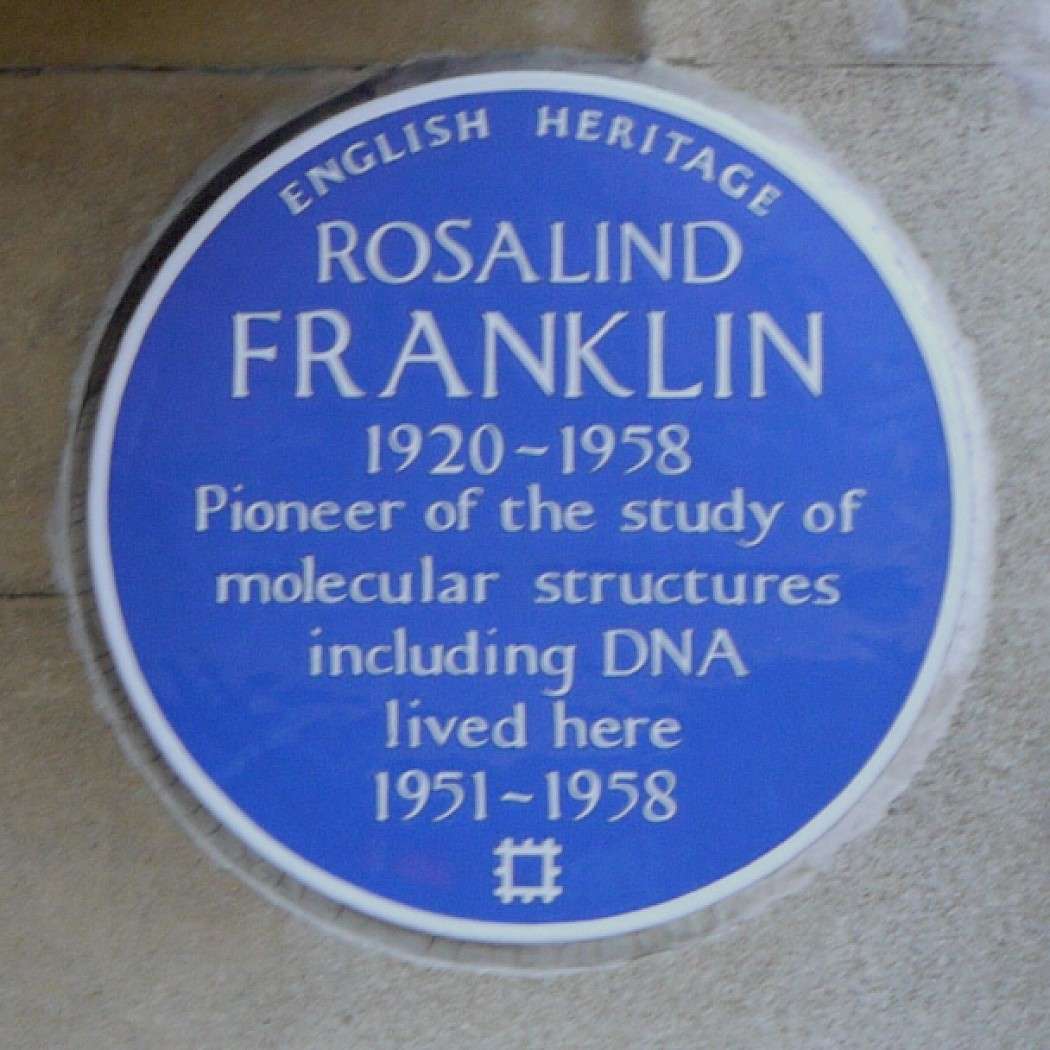 ENGLISH HERITAGE
ROSALIND
FRANKLIN
1920~1958
Pioneer of the study of
molecular structures
including DNA
lived here
1951~1958